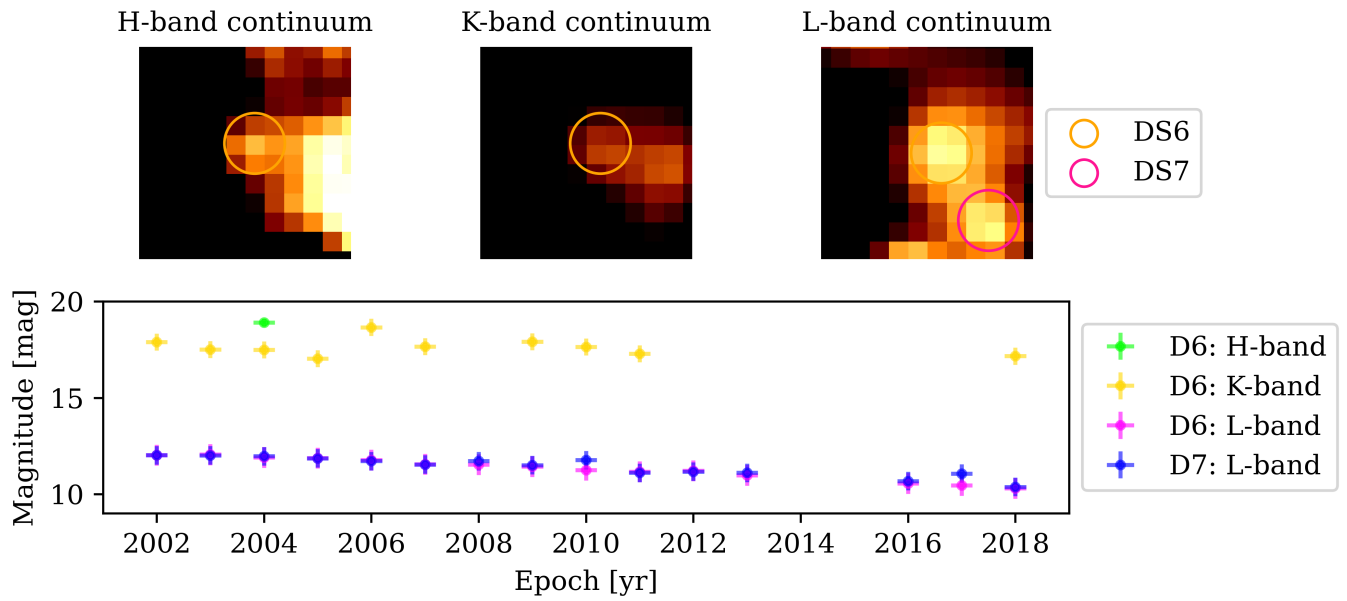 H-band continuum
K-band continuum
L-band continuum
DS6
DS7
20
15
10
Magnitude [mag]
2002 2004 2006 2008 2010 2012 2014 2016 2018
Epoch [yr]
D6: H-band
D6: K-band
D6: L-band
D7: L-band